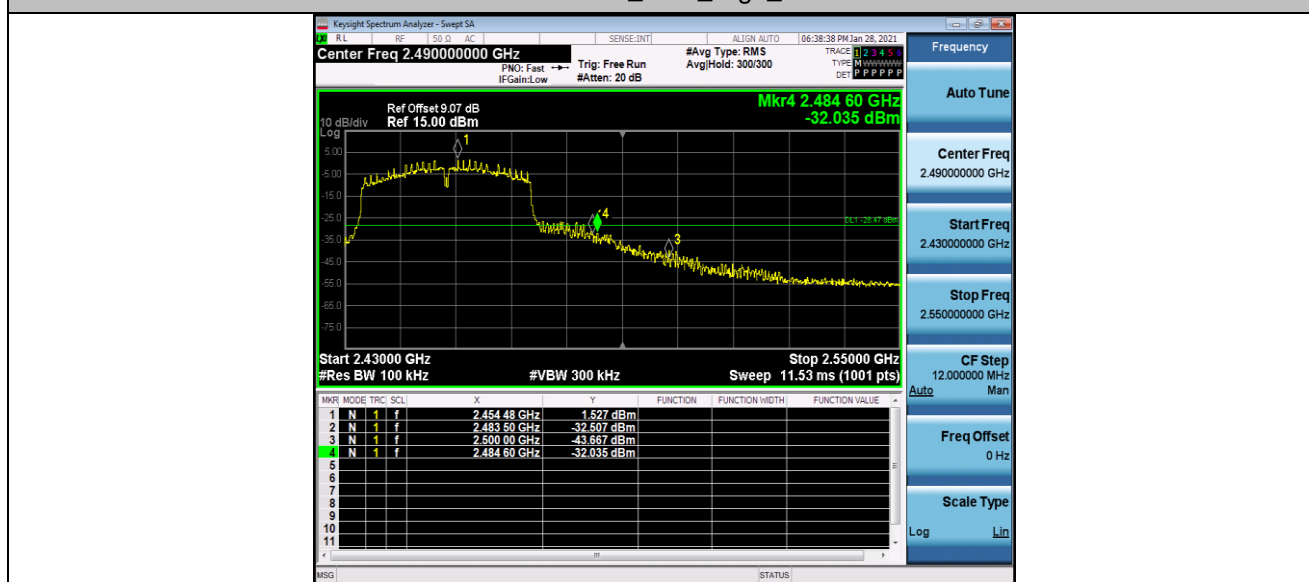 Keysight Spectrum Analyzer - Swept SA
RL RF 50 Ω AC SENSE:INT ALIGN AUTO 06:38:38 PM Jan 28, 2021
Center Freq 2.490000000 GHz
PNO: Fast
IFGain:Low
Trig: Free Run
#Atten: 20 dB
#Avg Type: RMS
Avg|Hold: 300/300
TRACE 1 2 3 4 5 6
TYPE M WWWWW
DET P P P P P P
Frequency
Mkr4 2.484 60 GHz
-32.035 dBm
Ref Offset 9.07 dB
10 dB/div Ref 15.00 dBm
Log
5.00
-5.00
-15.0
-25.0
-35.0
-45.0
-55.0
-65.0
-75.0
1
4
3
DL1 -28.47 dBm
Start 2.43000 GHz Stop 2.55000 GHz
#Res BW 100 kHz #VBW 300 kHz Sweep 11.53 ms (1001 pts)
MKR MODE TRC SCL X Y FUNCTION FUNCTION WIDTH FUNCTION VALUE
1 N 1 f 2.454 48 GHz 1.527 dBm
2 N 1 f 2.483 50 GHz -32.507 dBm
3 N 1 f 2.500 00 GHz -43.667 dBm
4 N 1 f 2.484 60 GHz -32.035 dBm
5
6
7
8
9
10
11
MSG STATUS
Auto Tune
Center Freq
2.490000000 GHz
Start Freq
2.430000000 GHz
Stop Freq
2.550000000 GHz
CF Step
12.000000 MHz
Auto Man
Freq Offset
0 Hz
Scale Type
Log Lin